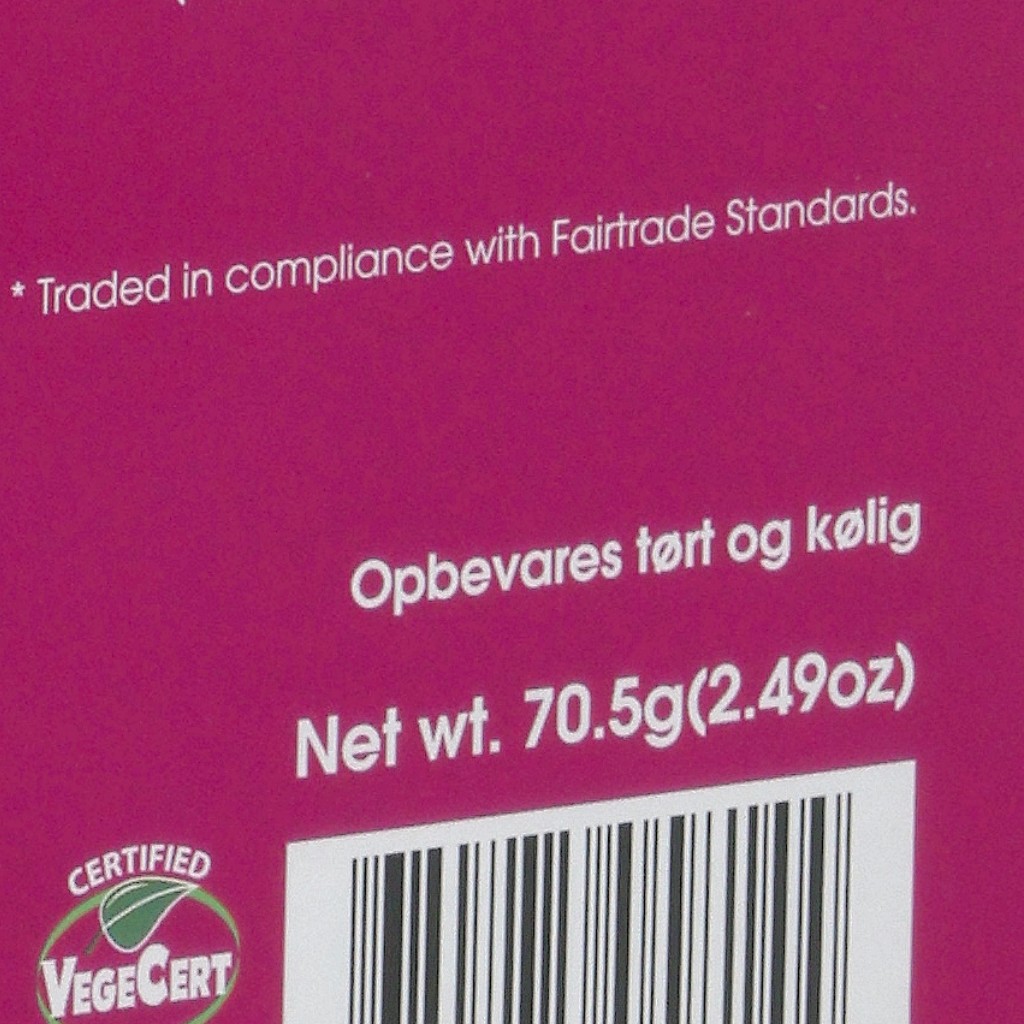 * Traded in compliance with Fairtrade Standards.
Opbevares tørt og kølig
Net wt. 70.5g(2.49oz)
CERTIFIED
VEGECERT